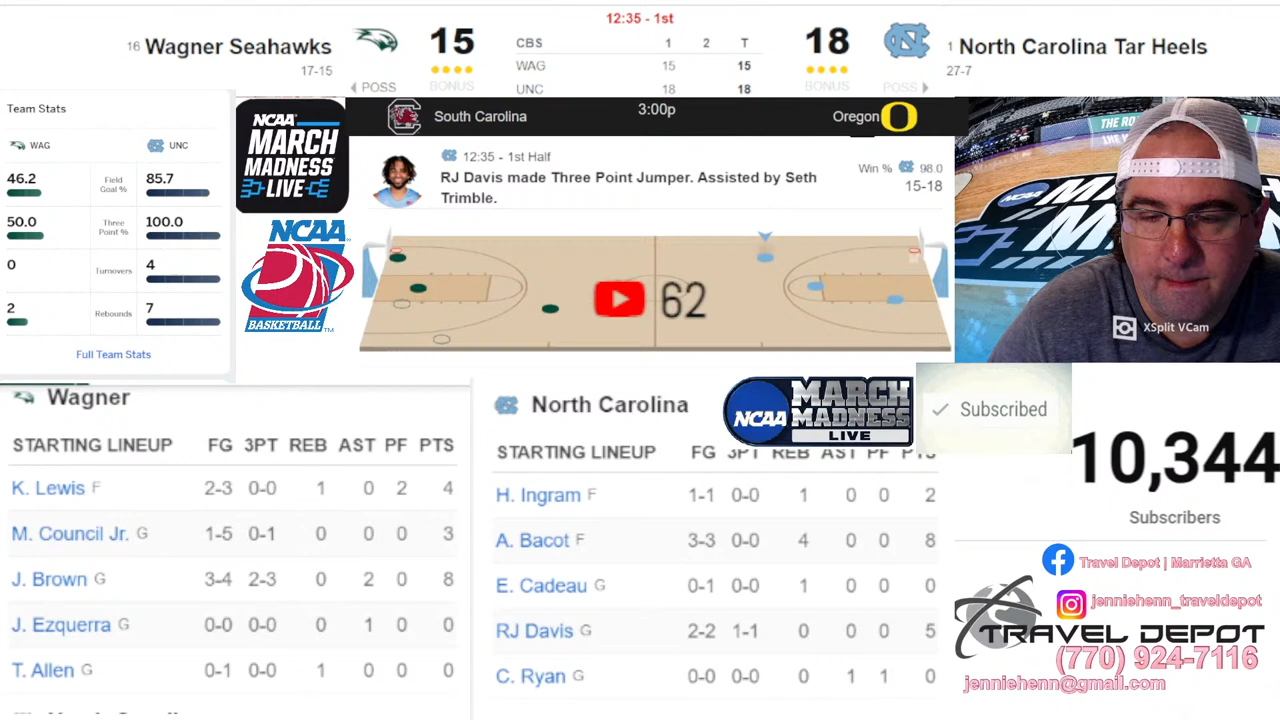 12:35 - 1st
16 Wagner Seahawks
17-15
15
BONUS
POSS
CBS 1 2 T
WAG 15 15
UNC 18 18
18
BONUS
POSS
1 North Carolina Tar Heels
27-7
Team Stats
WAG UNC
46.2 Field Goal % 85.7
50.0 Three Point % 100.0
0 Turnovers 4
2 Rebounds 7
Full Team Stats
NCAA
MARCH
MADNESS
LIVE
NCAA
BASKETBALL
TM
South Carolina 3:00p Oregon
12:35 - 1st Half
RJ Davis made Three Point Jumper. Assisted by Seth
Trimble.
Win % 98.0
15-18
62
THE RO
NCAA
M
XSplit VCam
Wagner
STARTING LINEUP FG 3PT REB AST PF PTS
K. Lewis F 2-3 0-0 1 0 2 4
M. Council Jr. G 1-5 0-1 0 0 0 3
J. Brown G 3-4 2-3 0 2 0 8
J. Ezquerra G 0-0 0-0 0 1 0 0
T. Allen G 0-1 0-0 1 0 0 0
North Carolina
STARTING LINEUP FG 3PT REB AST PF PTS
H. Ingram F 1-1 0-0 1 0 0 2
A. Bacot F 3-3 0-0 4 0 0 8
E. Cadeau G 0-1 0-0 1 0 0 0
RJ Davis G 2-2 1-1 0 0 0 5
C. Ryan G 0-0 0-0 0 1 1 0
NCAA
MARCH
MADNESS
LIVE
Subscribed
10,344
Subscribers
Travel Depot | Marrietta GA
jenniehenn_traveldepot
TRAVEL DEPOT
(770) 924-7116
jenniehenn@gmail.com